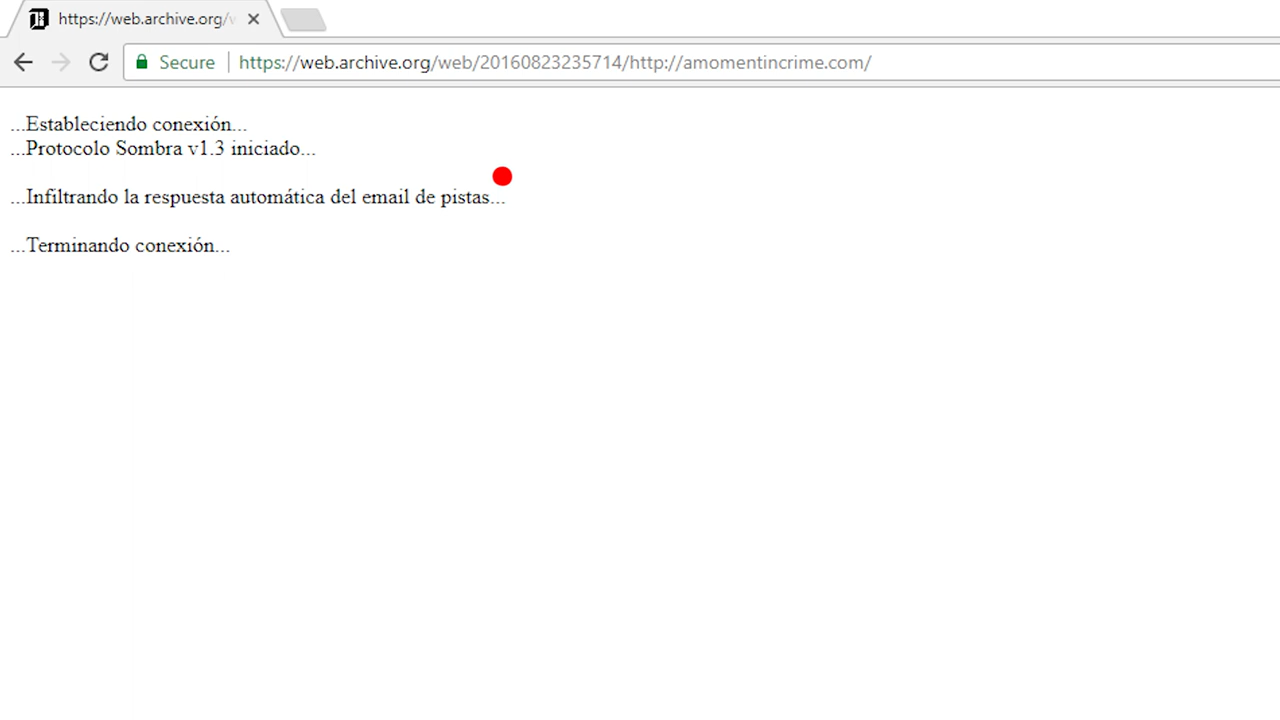 https://web.archive.org/w
Secure
https://web.archive.org/web/20160823235714/http://amomentincrime.com/
...Estableciendo conexión...
...Protocolo Sombra v1.3 iniciado...
...Infiltrando la respuesta automática del email de pistas...
...Terminando conexión...